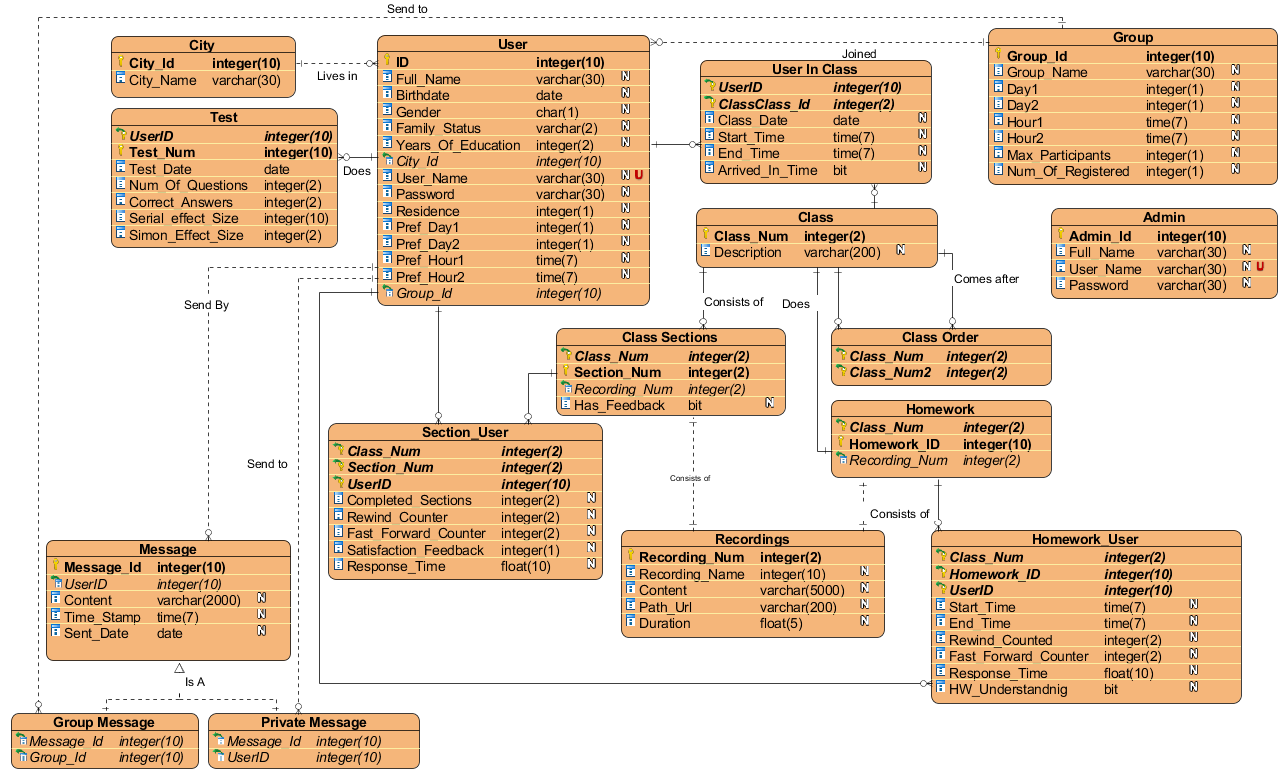 Send to
City
City_Id integer(10)
City_Name varchar(30)
Lives in
User
ID integer(10)
Full_Name varchar(30) N
Birthdate date N
Gender char(1) N
Family_Status varchar(2) N
Years_Of_Education integer(2) N
City_Id integer(10)
User_Name varchar(30) N U
Password varchar(30) N
Residence integer(1) N
Pref_Day1 integer(1) N
Pref_Day2 integer(1) N
Pref_Hour1 time(7) N
Pref_Hour2 time(7) N
Group_Id integer(10)
Joined
User In Class
UserID integer(10)
ClassClass_Id integer(2)
Class_Date date N
Start_Time time(7) N
End_Time time(7) N
Arrived_In_Time bit N
Group
Group_Id integer(10)
Group_Name varchar(30) N
Day1 integer(1) N
Day2 integer(1) N
Hour1 time(7) N
Hour2 time(7) N
Max_Participants integer(1) N
Num_Of_Registered integer(1) N
Test
UserID integer(10)
Test_Num integer(10)
Test_Date date
Num_Of_Questions integer(2)
Correct_Answers integer(2)
Serial_effect_Size integer(10)
Simon_Effect_Size integer(2)
Does
Class
Class_Num integer(2)
Description varchar(200) N
Admin
Admin_Id integer(10)
Full_Name varchar(30) N
User_Name varchar(30) N U
Password varchar(30) N
Send By
Consists of
Does
Comes after
Class Sections
Class_Num integer(2)
Section_Num integer(2)
Recording_Num integer(2)
Has_Feedback bit N
Class Order
Class_Num integer(2)
Class_Num2 integer(2)
Homework
Class_Num integer(2)
Homework_ID integer(10)
Recording_Num integer(2)
Section_User
Class_Num integer(2)
Section_Num integer(2)
UserID integer(10)
Completed_Sections integer(2) N
Rewind_Counter integer(2) N
Fast_Forward_Counter integer(2) N
Satisfaction_Feedback integer(1) N
Response_Time float(10) N
Send to
Consists of
Consists of
Message
Message_Id integer(10)
UserID integer(10)
Content varchar(2000) N
Time_Stamp time(7) N
Sent_Date date N
Recordings
Recording_Num integer(2)
Recording_Name integer(10) N
Content varchar(5000) N
Path_Url varchar(200) N
Duration float(5) N
Homework_User
Class_Num integer(2)
Homework_ID integer(10)
UserID integer(10)
Start_Time time(7) N
End_Time time(7) N
Rewind_Counted integer(2) N
Fast_Forward_Counter integer(2) N
Response_Time float(10) N
HW_Understandnig bit N
Is A
Group Message
Message_Id integer(10)
Group_Id integer(10)
Private Message
Message_Id integer(10)
UserID integer(10)